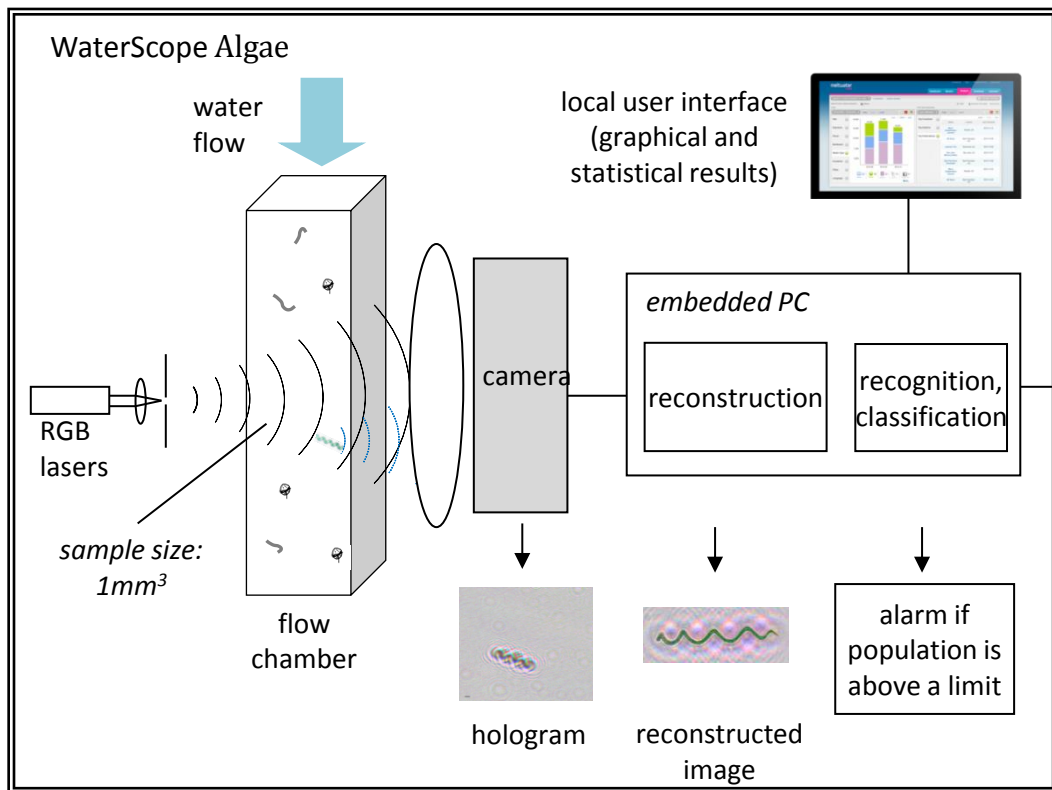 WaterScope Algae
water
flow
local user interface
(graphical and
statistical results)
embedded PC
camera
reconstruction
recognition,
classification
RGB
lasers
sample size:
1mm³
flow
chamber
hologram
reconstructed
image
alarm if
population is
above a limit